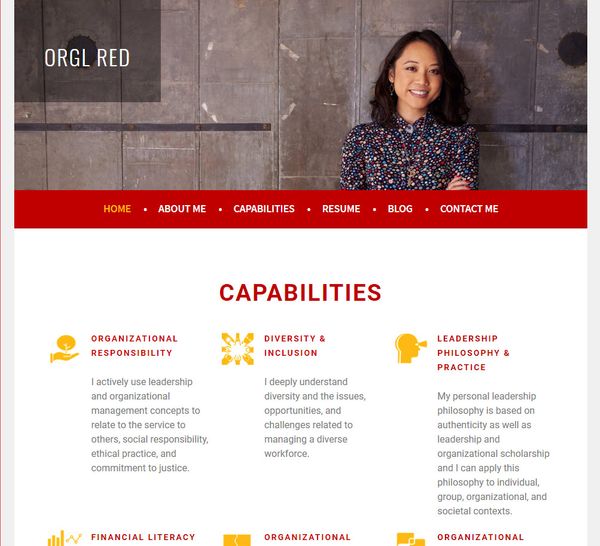 ORGL RED
HOME • ABOUT ME • CAPABILITIES • RESUME • BLOG • CONTACT ME
CAPABILITIES
ORGANIZATIONAL
RESPONSIBILITY
I actively use leadership
and organizational
management concepts to
relate to the service to
others, social responsibility,
ethical practice, and
commitment to justice.
DIVERSITY &
INCLUSION
I deeply understand
diversity and the issues,
opportunities, and
challenges related to
managing a diverse
workforce.
LEADERSHIP
PHILOSOPHY &
PRACTICE
My personal leadership
philosophy is based on
authenticity as well as
leadership and
organizational scholarship
and I can apply this
philosophy to individual,
group, organizational, and
societal contexts.
FINANCIAL LITERACY
ORGANIZATIONAL
ORGANIZATIONAL